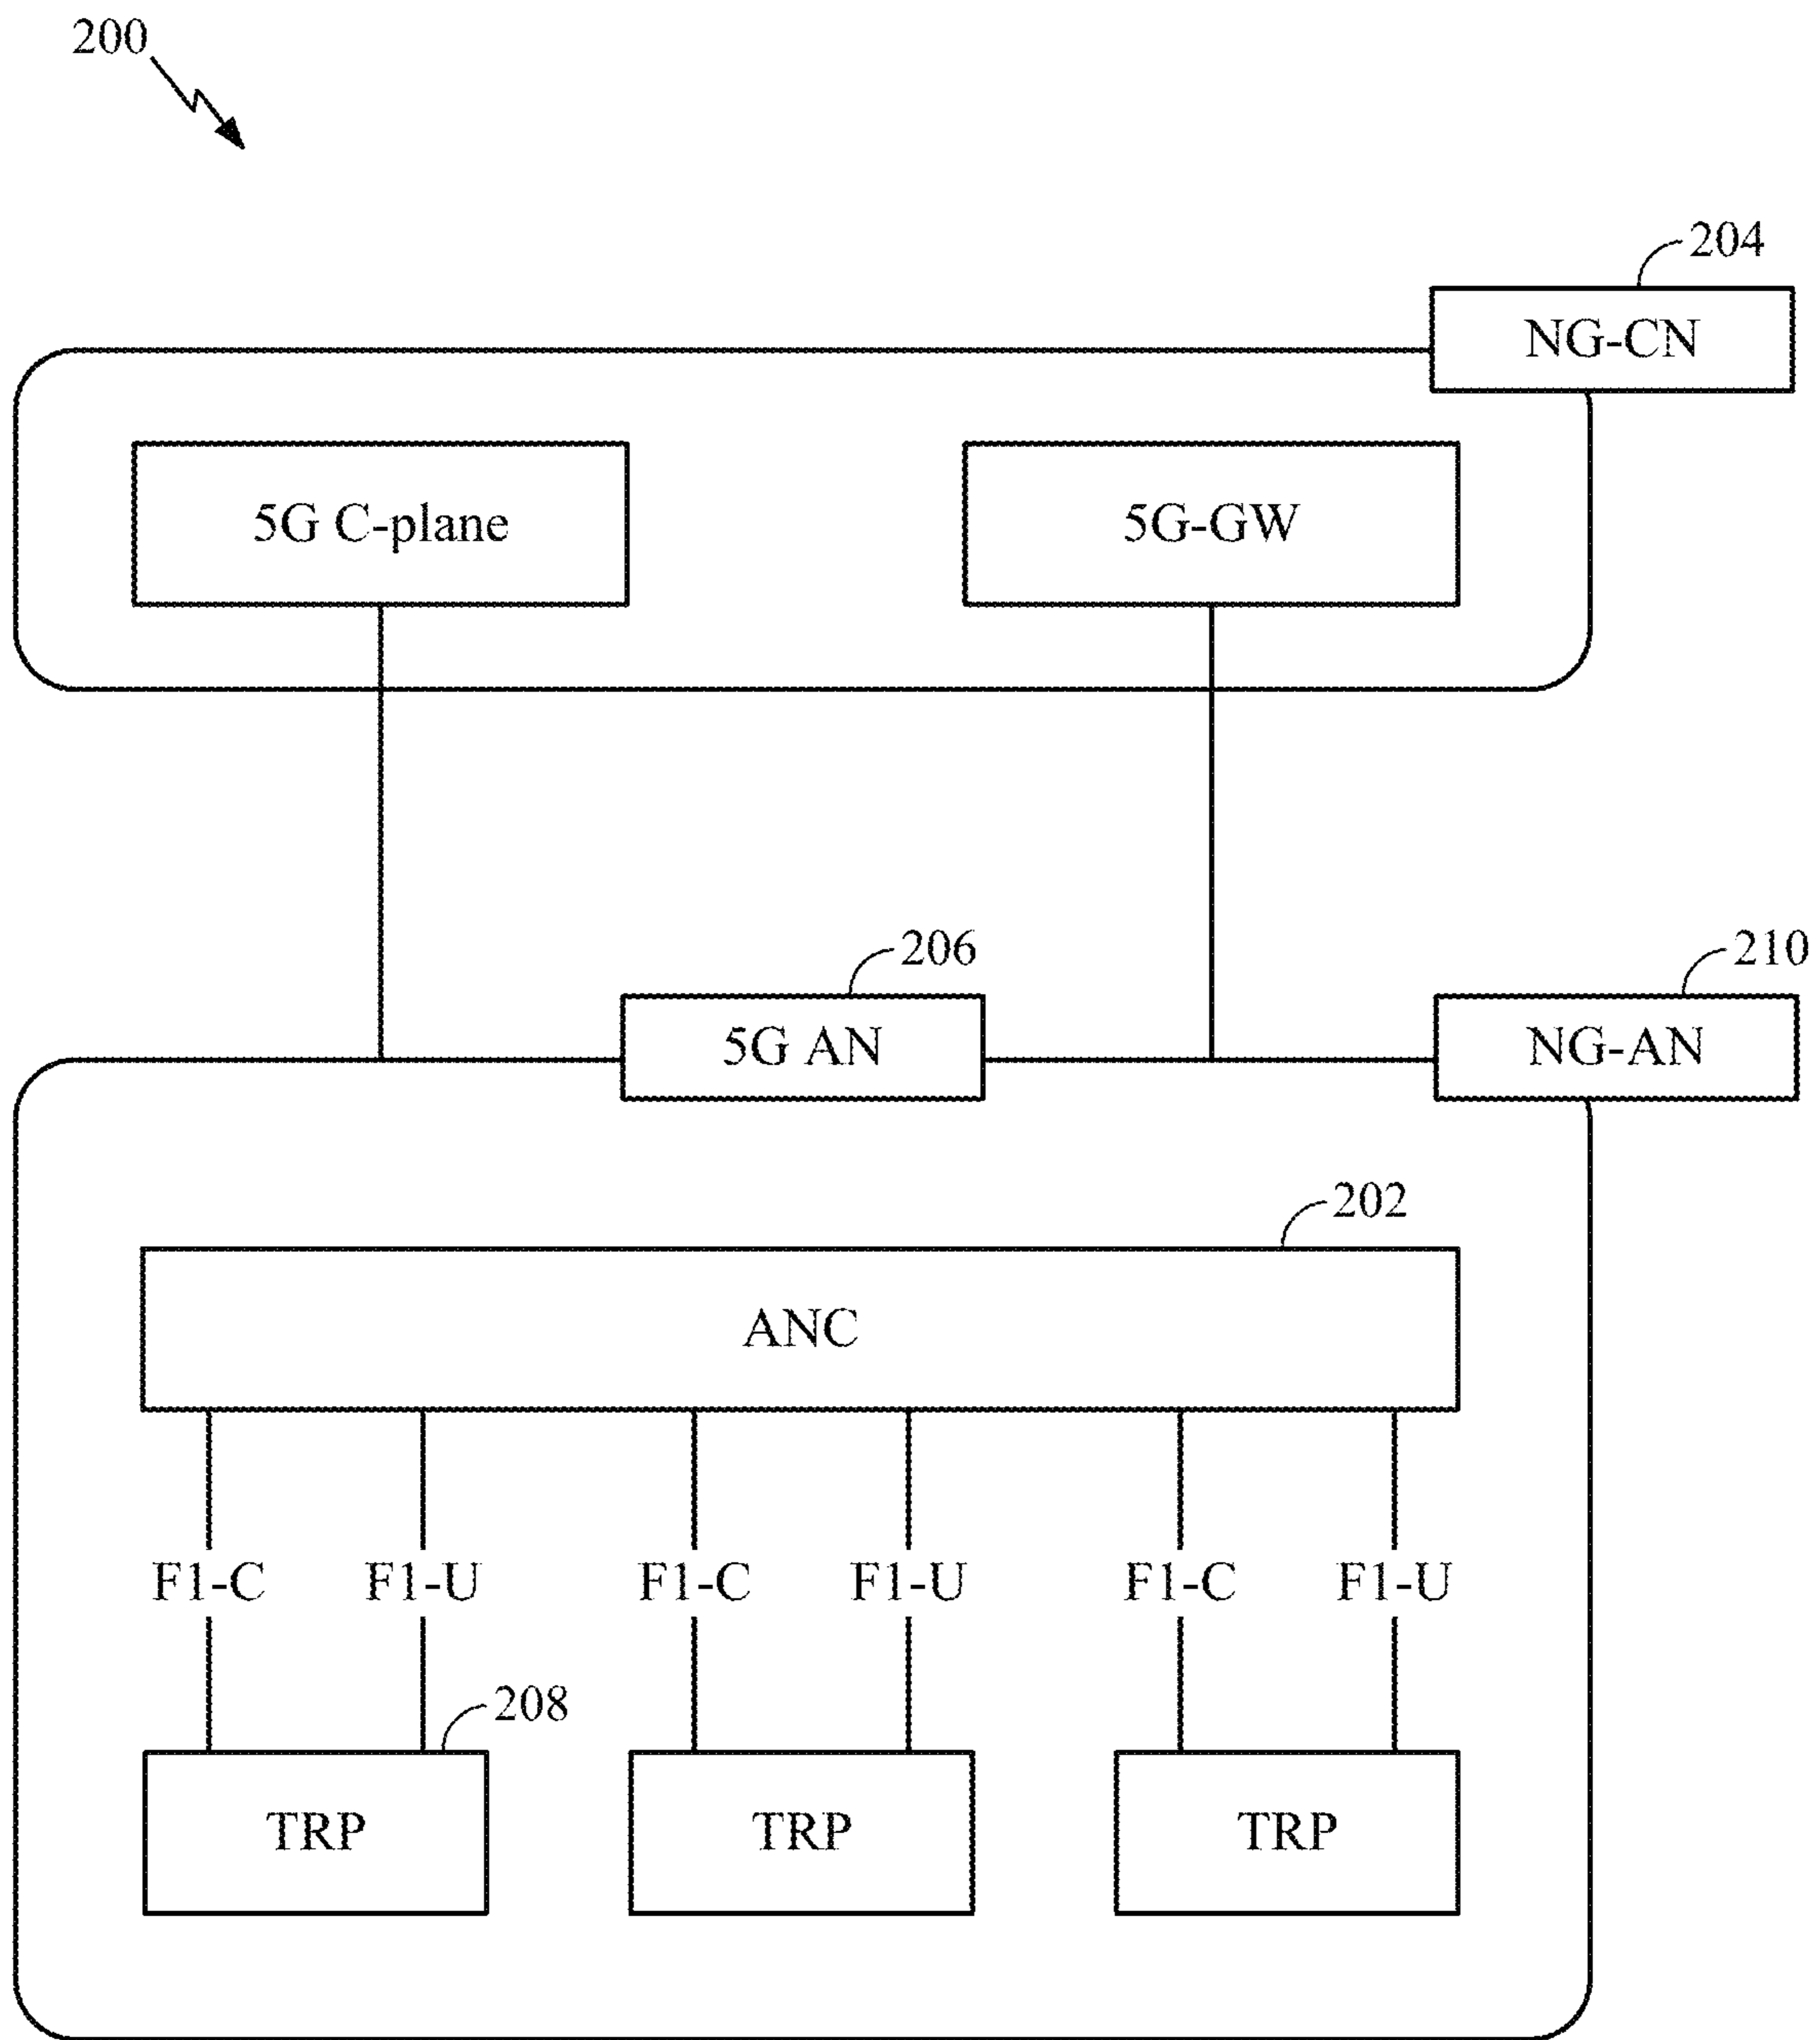 200
204
NG-CN
5G C-plane
5G-GW
206
210
5G AN
NG-AN
202
ANC
F1-C
F1-U
F1-C
F1-U
F1-C
F1-U
208
TRP
TRP
TRP